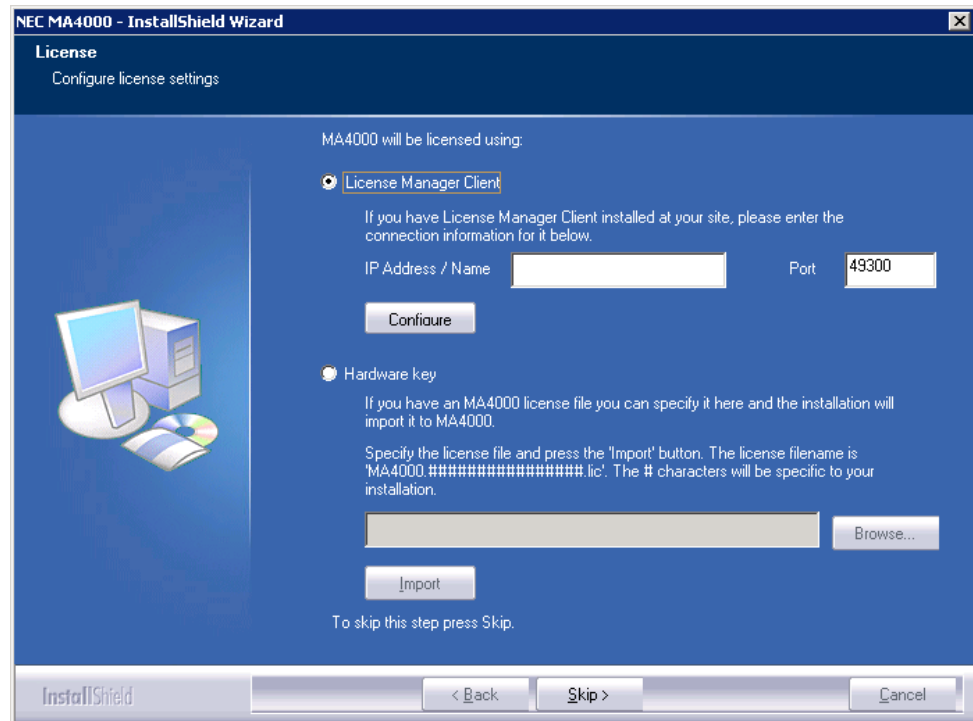 NEC MA4000 - InstallShield Wizard
License
Configure license settings
MA4000 will be licensed using:
License Manager Client
If you have License Manager Client installed at your site, please enter the
connection information for it below.
IP Address / Name
Port
49300
Configure
Hardware key
If you have an MA4000 license file you can specify it here and the installation will
import it to MA4000.
Specify the license file and press the 'Import' button. The license filename is
'MA4000.################.lic'. The # characters will be specific to your
installation.
Browse...
Import
To skip this step press Skip.
InstallShield
< Back
Skip >
Cancel